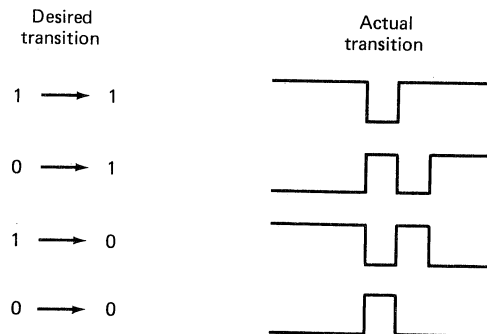 Desired
transition
Actual
transition
1 → 1
0 → 1
1 → 0
0 → 0